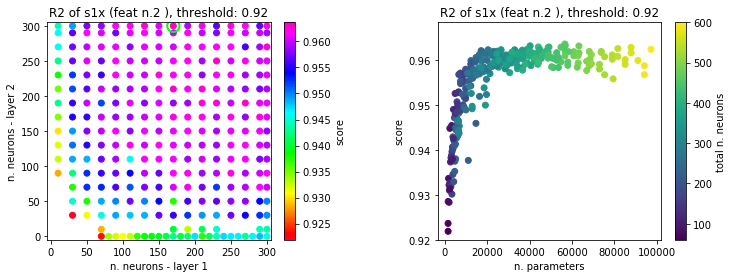 R2 of s1x (feat n.2 ), threshold: 0.92
300
250
200
150
100
50
0
n. neurons - layer 2
0 50 100 150 200 250 300
n. neurons - layer 1
0.960
0.955
0.950
0.945
0.940
0.935
0.930
0.925
score
R2 of s1x (feat n.2 ), threshold: 0.92
0.96
0.95
0.94
0.93
0.92
score
0 20000 40000 60000 80000 100000
n. parameters
600
500
400
300
200
100
total n. neurons